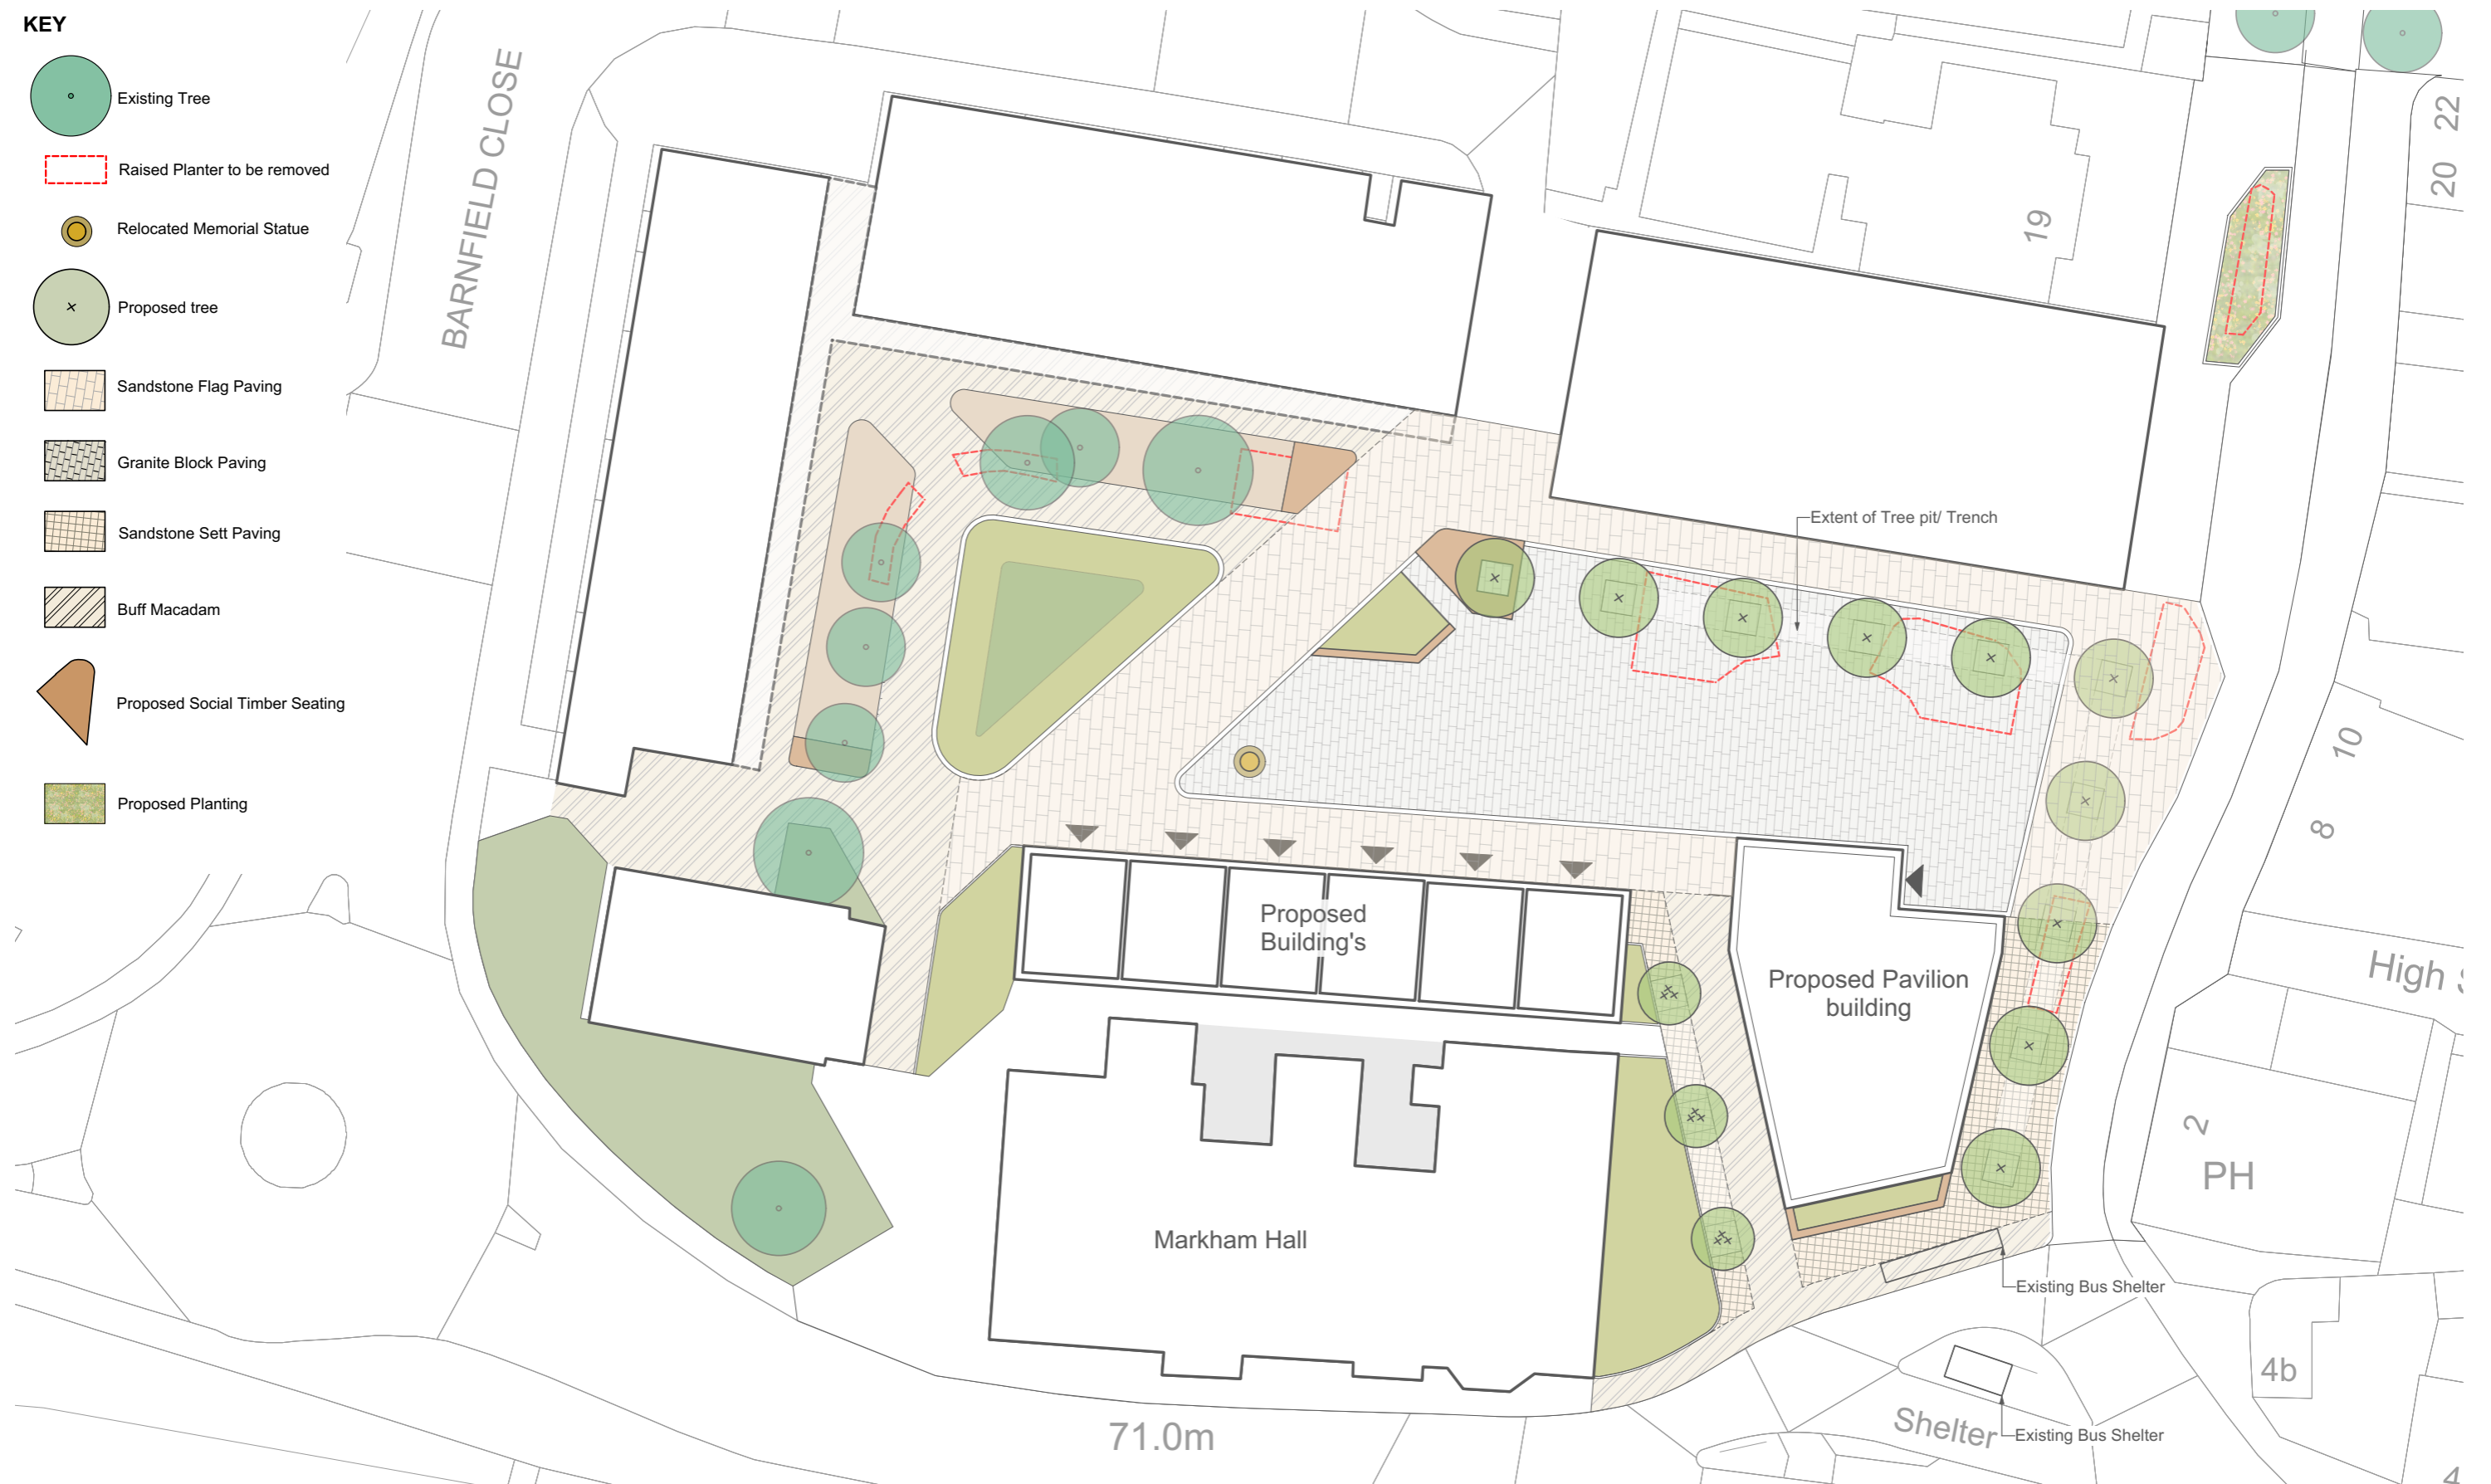 KEY
Existing Tree
Raised Planter to be removed
Relocated Memorial Statue
Proposed tree
Sandstone Flag Paving
Granite Block Paving
Sandstone Sett Paving
Buff Macadam
Proposed Social Timber Seating
Proposed Planting
BARNFIELD CLOSE
22
20
19
Extent of Tree pit/ Trench
10
8
Proposed
Building's
Proposed Pavilion
building
High
2
PH
Markham Hall
Existing Bus Shelter
4b
Shelter
Existing Bus Shelter
71.0m
4